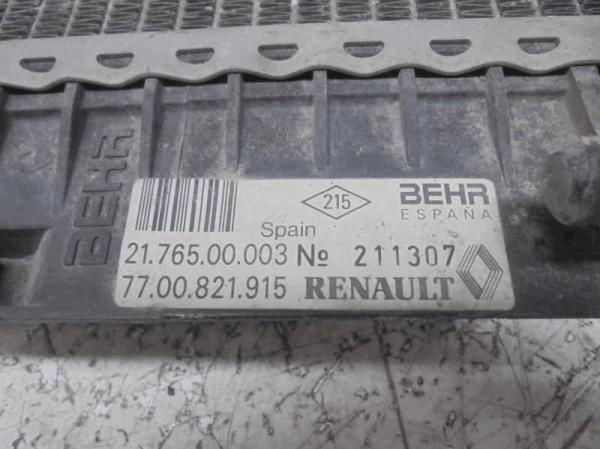 BEHR
215
BEHR
ESPAÑA
Spain
21.765.00.003 № 211307
77.00.821.915 RENAULT